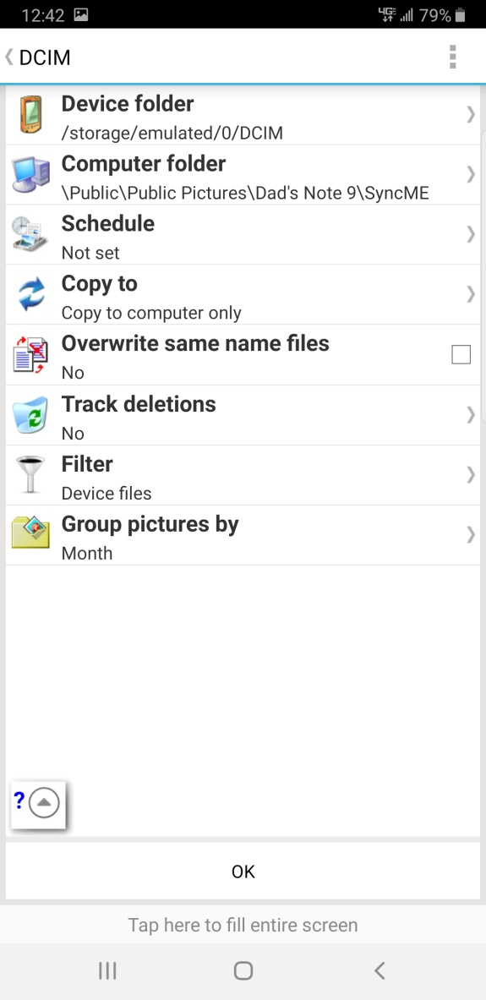 12:42
4GE 79%
DCIM
Device folder
/storage/emulated/0/DCIM
Computer folder
\Public\Public Pictures\Dad's Note 9\SyncME
Schedule
Not set
Copy to
Copy to computer only
Overwrite same name files
No
Track deletions
No
Filter
Device files
Group pictures by
Month
?
OK
Tap here to fill entire screen